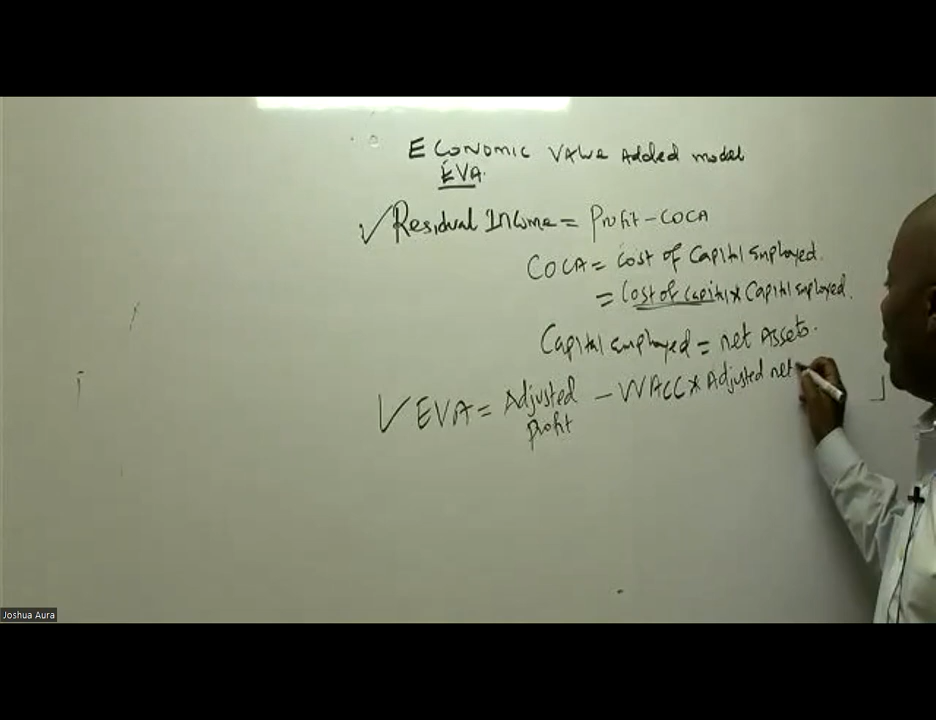 Economic Value Added model
EVA.
✓ Residual Income = Profit - COCA
COCA = Cost of Capital Employed.
= Cost of Capital * Capital Employed.
Capital Employed = net Assets.
✓ EVA = Adjusted profit - WACC * Adjusted net
Joshua Aura